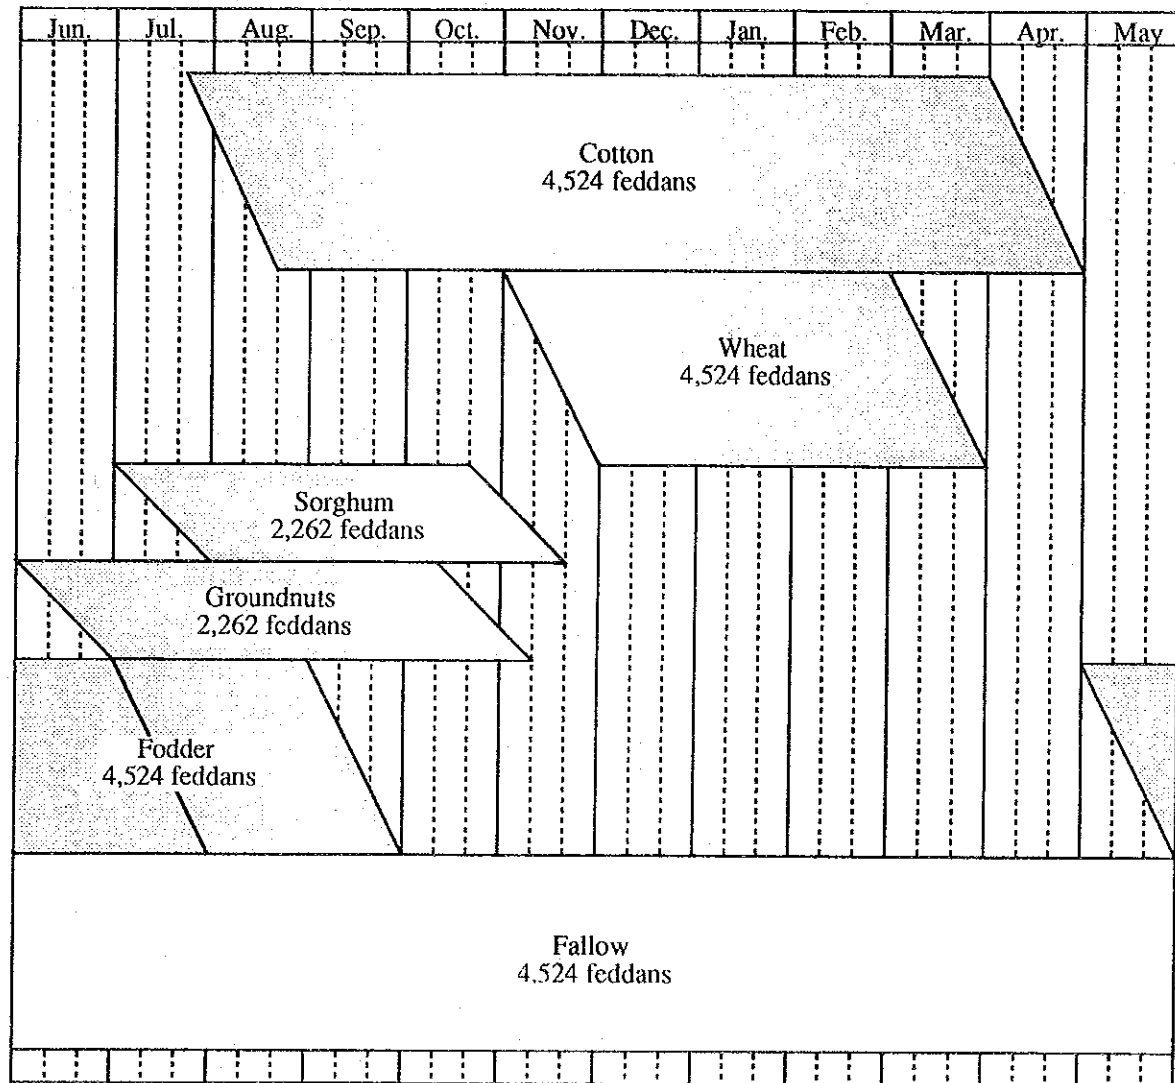 Jun. Jul. Aug. Sep. Oct. Nov. Dec. Jan. Feb. Mar. Apr. May
Cotton
4,524 feddans
Wheat
4,524 feddans
Sorghum
2,262 feddans
Groundnuts
2,262 feddans
Fodder
4,524 feddans
Fallow
4,524 feddans